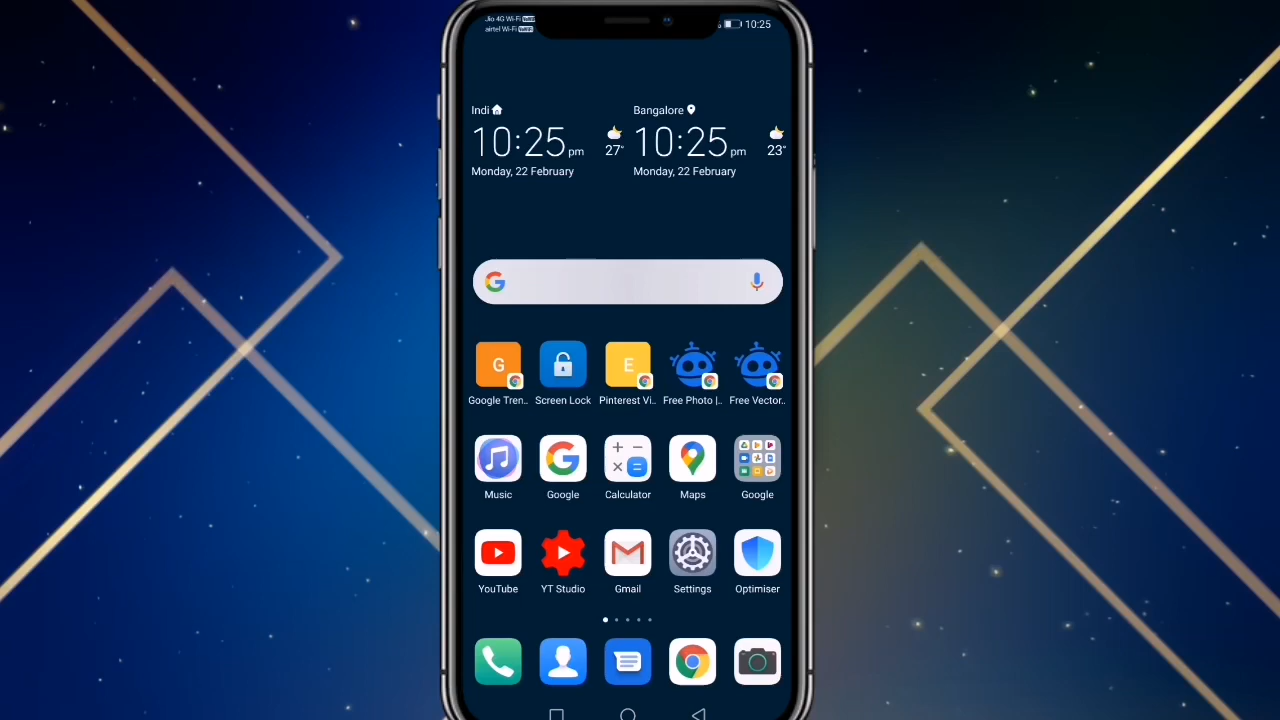 Jio 4G Wi-Fi VoWiFi
airtel Wi-Fi VoWiFi
10:25
Indi
Bangalore
10:25 pm
27°
10:25 pm
23°
Monday, 22 February
Monday, 22 February
G
E
Google Tren..
Screen Lock
Pinterest Vi..
Free Photo |..
Free Vector..
Music
Google
Calculator
Maps
Google
YouTube
YT Studio
Gmail
Settings
Optimiser